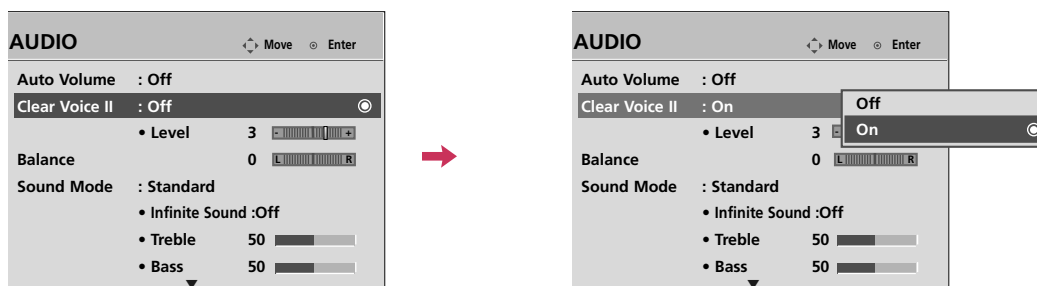 AUDIO Move Enter
Auto Volume : Off
Clear Voice II : Off
• Level 3 - +
Balance 0 L R
Sound Mode : Standard
• Infinite Sound :Off
• Treble 50
• Bass 50
AUDIO Move Enter
Auto Volume : Off
Clear Voice II : On
• Level 3 -
Balance 0 L R
Sound Mode : Standard
• Infinite Sound :Off
• Treble 50
• Bass 50
Off
On